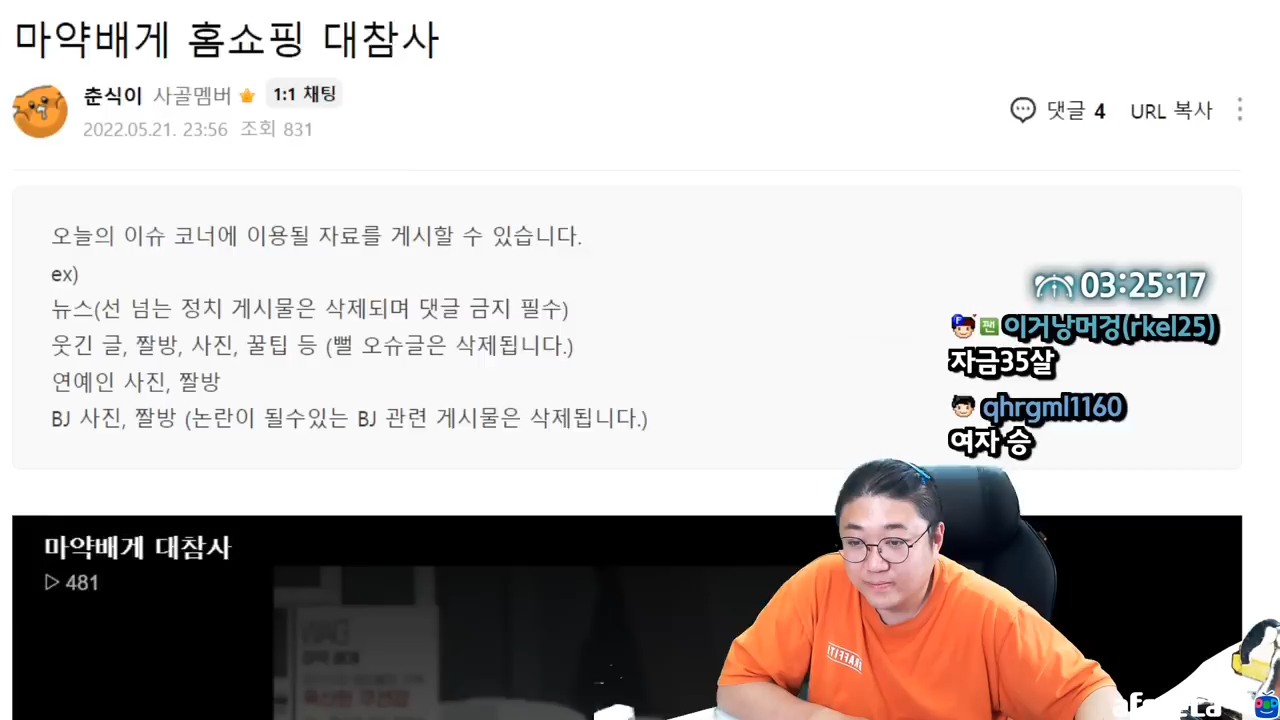 마약배게 홈쇼핑 대참사
춘식이 사골멤버 1:1 채팅
2022.05.21. 23:56 조회 831
댓글 4 URL 복사
오늘의 이슈 코너에 이용될 자료를 게시할 수 있습니다.
ex)
뉴스(선 넘는 정치 게시물은 삭제되며 댓글 금지 필수)
웃긴 글, 짤방, 사진, 꿀팁 등 (뻘 오슈글은 삭제됩니다.)
연예인 사진, 짤방
BJ 사진, 짤방 (논란이 될수있는 BJ 관련 게시물은 삭제됩니다.)
03:25:17
이거낭머경(rkel25)
자금35살
qhrgml1160
여자 승
마약배게 대참사
481